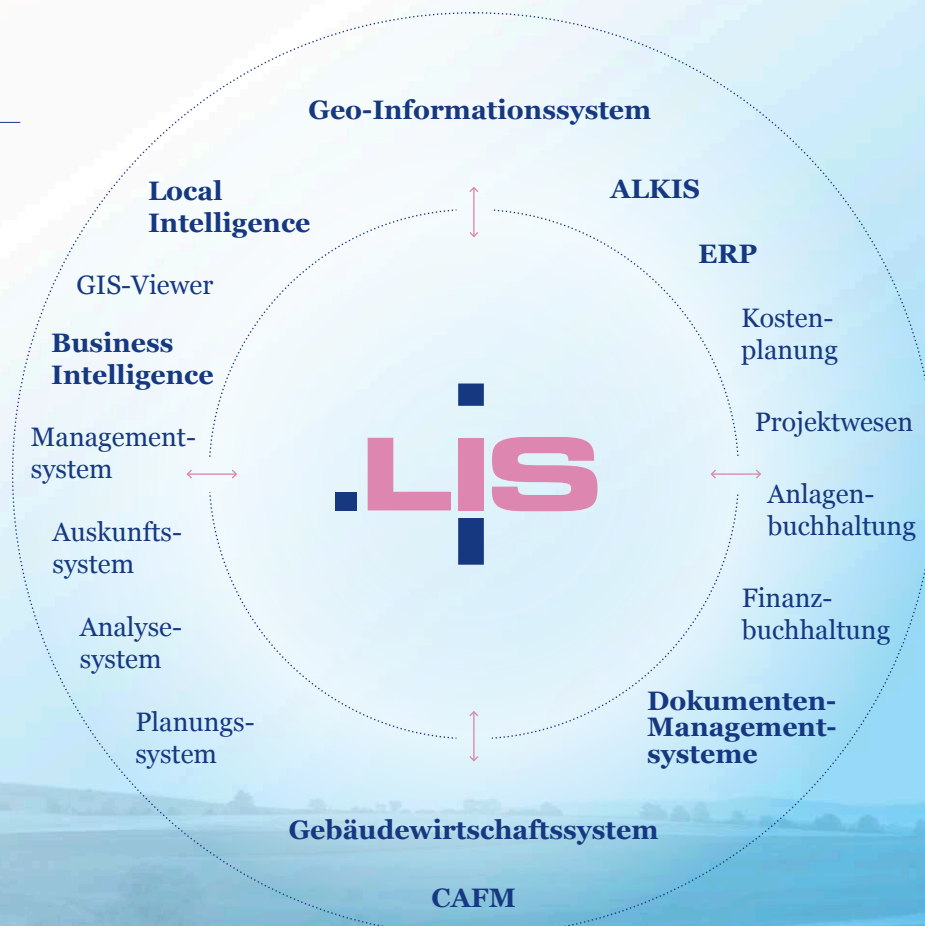 Geo-Informationssystem
Local
Intelligence
ALKIS
ERP
GIS-Viewer
Kosten-
planung
Business
Intelligence
Projektwesen
Management-
system
.LIS
Anlagen-
buchhaltung
Auskunfts-
system
Finanz-
buchhaltung
Analyse-
system
Dokumenten-
Management-
systeme
Planungs-
system
Gebäudewirtschaftssystem
CAFM